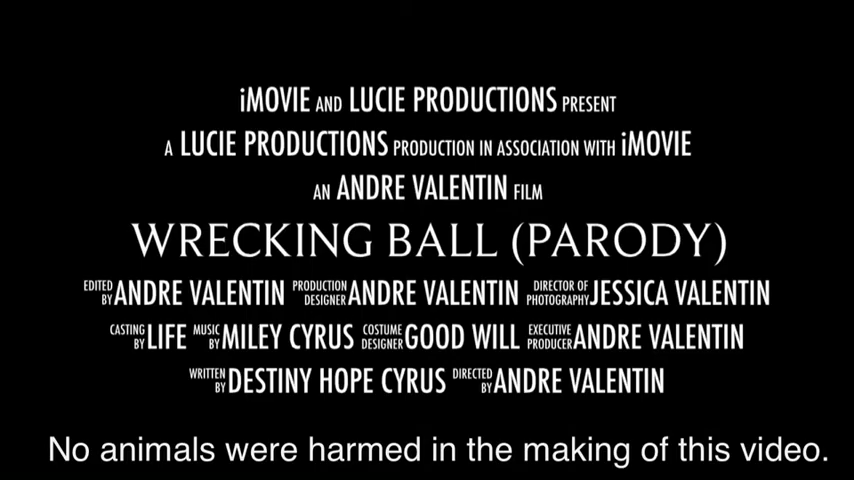 iMOVIE AND LUCIE PRODUCTIONS PRESENT
A LUCIE PRODUCTIONS PRODUCTION IN ASSOCIATION WITH iMOVIE
AN ANDRE VALENTIN FILM
WRECKING BALL (PARODY)
EDITED BY ANDRE VALENTIN PRODUCTION DESIGNER ANDRE VALENTIN DIRECTOR OF PHOTOGRAPHY JESSICA VALENTIN
CASTING BY LIFE MUSIC BY MILEY CYRUS COSTUME DESIGNER GOOD WILL EXECUTIVE PRODUCER ANDRE VALENTIN
WRITTEN BY DESTINY HOPE CYRUS DIRECTED BY ANDRE VALENTIN
No animals were harmed in the making of this video.